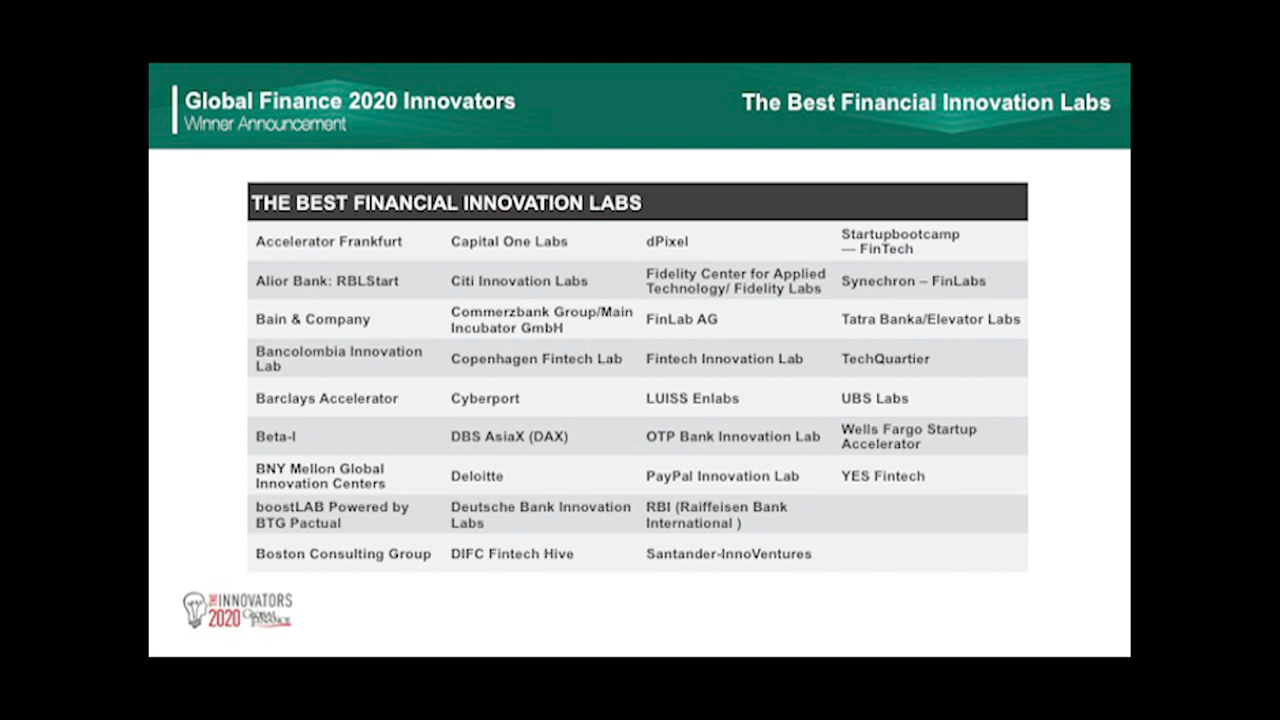 Global Finance 2020 Innovators
Winner Announcement
The Best Financial Innovation Labs
THE BEST FINANCIAL INNOVATION LABS
Accelerator Frankfurt
Capital One Labs
dPixel
Startupbootcamp
— FinTech
Alior Bank: RBLStart
Citi Innovation Labs
Fidelity Center for Applied
Technology/ Fidelity Labs
Synechron – FinLabs
Bain & Company
Commerzbank Group/Main
Incubator GmbH
FinLab AG
Tatra Banka/Elevator Labs
Bancolombia Innovation
Lab
Copenhagen Fintech Lab
Fintech Innovation Lab
TechQuartier
Barclays Accelerator
Cyberport
LUISS Enlabs
UBS Labs
Beta-I
DBS AsiaX (DAX)
OTP Bank Innovation Lab
Wells Fargo Startup
Accelerator
BNY Mellon Global
Innovation Centers
Deloitte
PayPal Innovation Lab
YES Fintech
boostLAB Powered by
BTG Pactual
Deutsche Bank Innovation
Labs
RBI (Raiffeisen Bank
International )
Boston Consulting Group
DIFC Fintech Hive
Santander-InnoVentures
THE INNOVATORS
2020 GLOBAL FINANCE